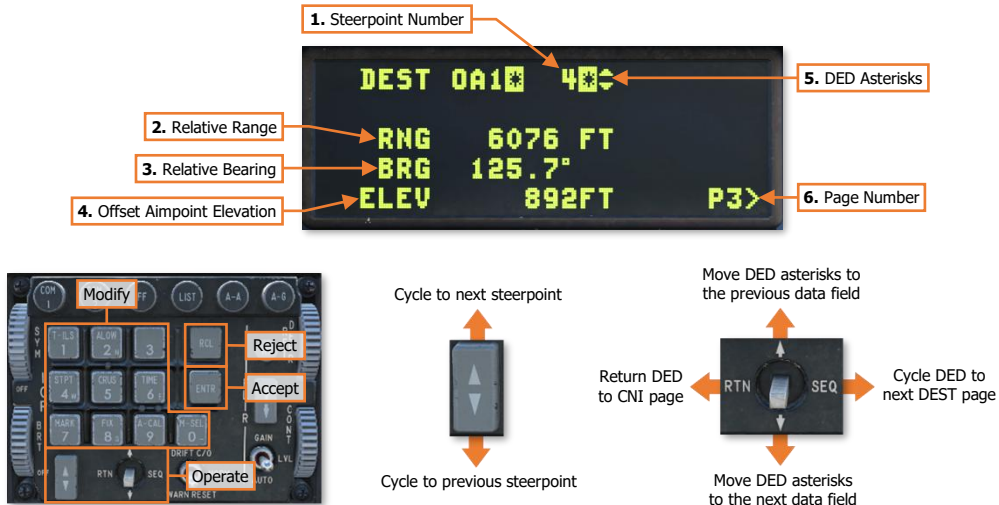 1. Steerpoint Number
DEST OA1* 4*
5. DED Asterisks
2. Relative Range
RNG 6076 FT
3. Relative Bearing
BRG 125.7°
4. Offset Aimpoint Elevation
ELEV 892FT P3>
6. Page Number
COM
1
Modify
FF
LIST
A-A
A-G
SYM
T-ILS
1
ALOW
2 N
3
RCL
Reject
OFF
STPT
4 W
CRUS
5
TIME
6 E
ENTR
Accept
BRT
MARK
7
FIX
8 S
A-CAL
9
M-SEL
0
CONT
GAIN
LVL
AUTO
OFF
RTN
SEQ
DRIFT C/O
Operate
WARN RESET
Cycle to next steerpoint
Cycle to previous steerpoint
Move DED asterisks to
the previous data field
Return DED
to CNI page
RTN
SEQ
Cycle DED to
next DEST page
Move DED asterisks
to the next data field